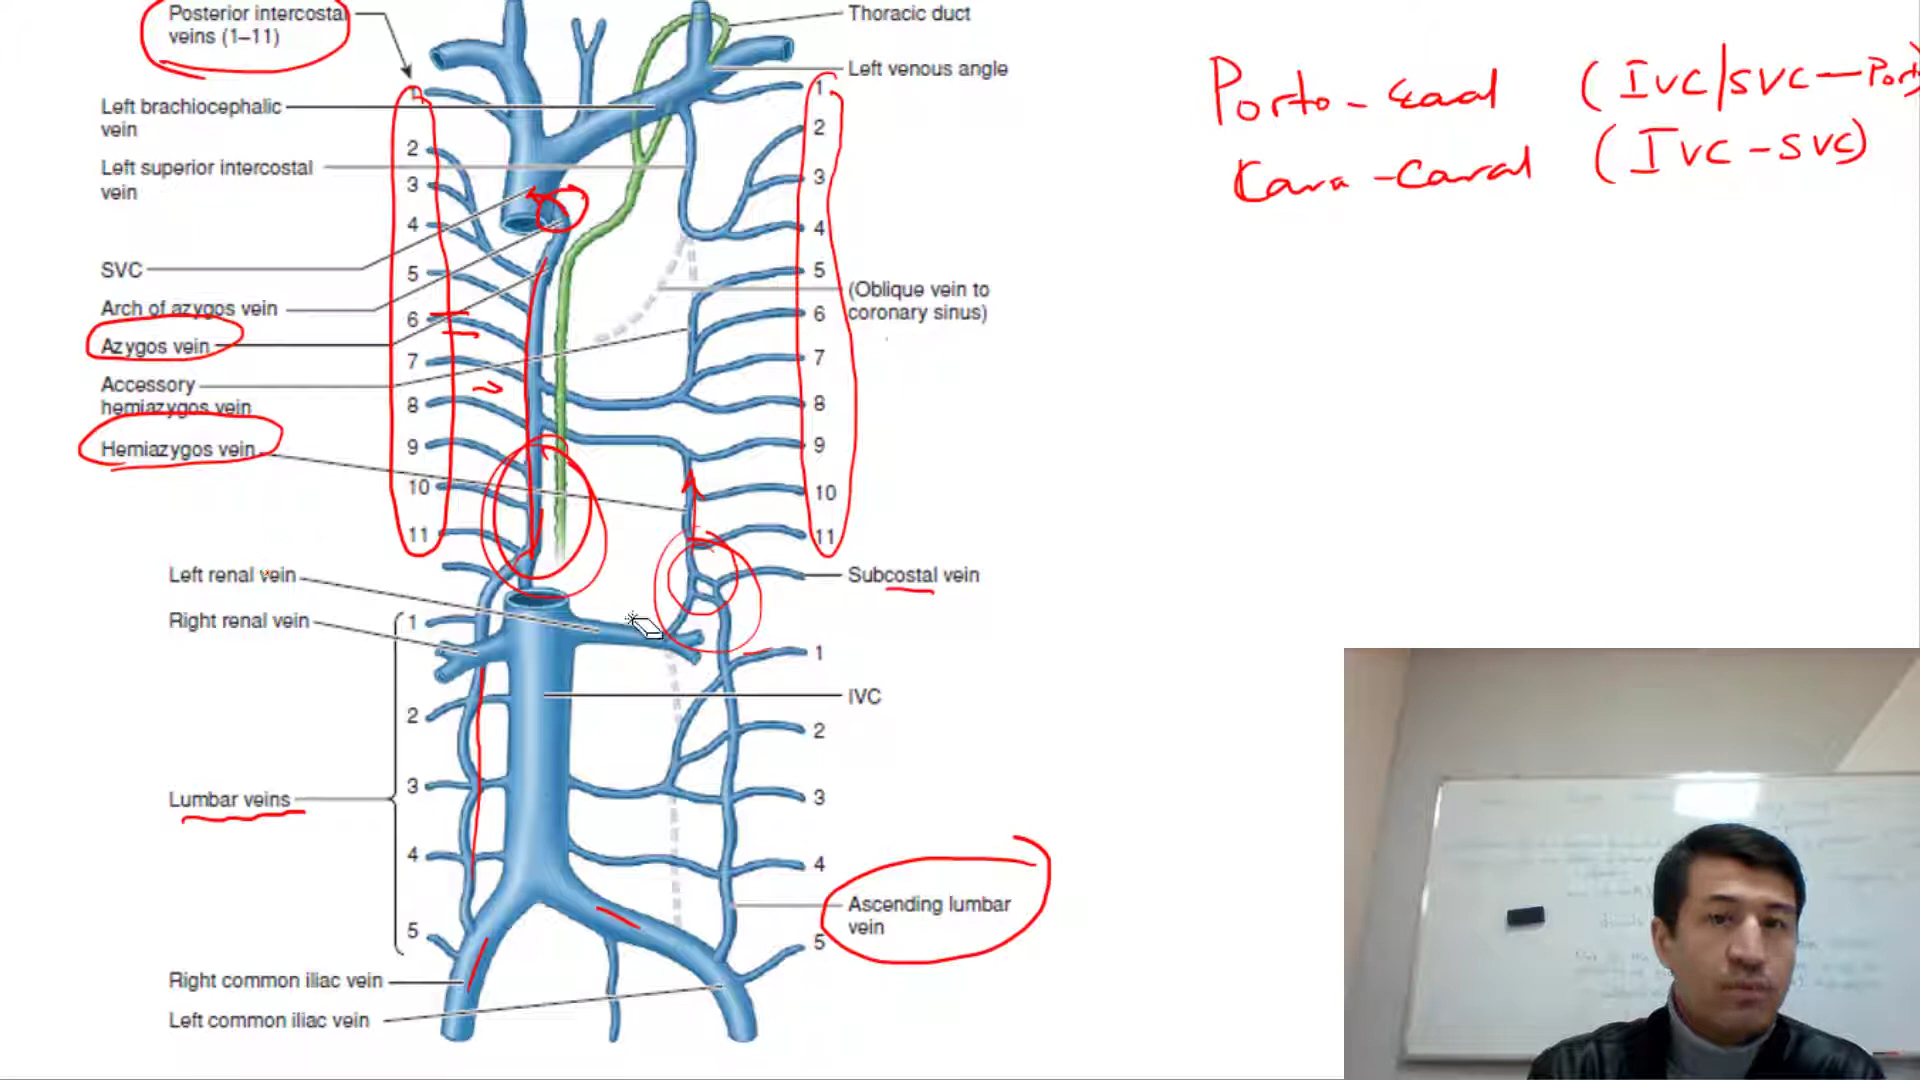 Posterior intercostal
veins (1–11)
Thoracic duct
Left venous angle
Left brachiocephalic
vein
Left superior intercostal
vein
SVC
Arch of azygos vein
Azygos vein
Accessory
hemiazygos vein
Hemiazygos vein
Left renal vein
Right renal vein
Lumbar veins
Right common iliac vein
Left common iliac vein
2
3
4
5
6
7
8
9
10
11
1
2
3
4
5
1
2
3
4
5
6
7
8
9
10
11
(Oblique vein to
coronary sinus)
Subcostal vein
1
IVC
2
3
4
Ascending lumbar
vein
5
Porto - caval (IVC/SVC — Port
Cava - Caval (IVC - SVC)